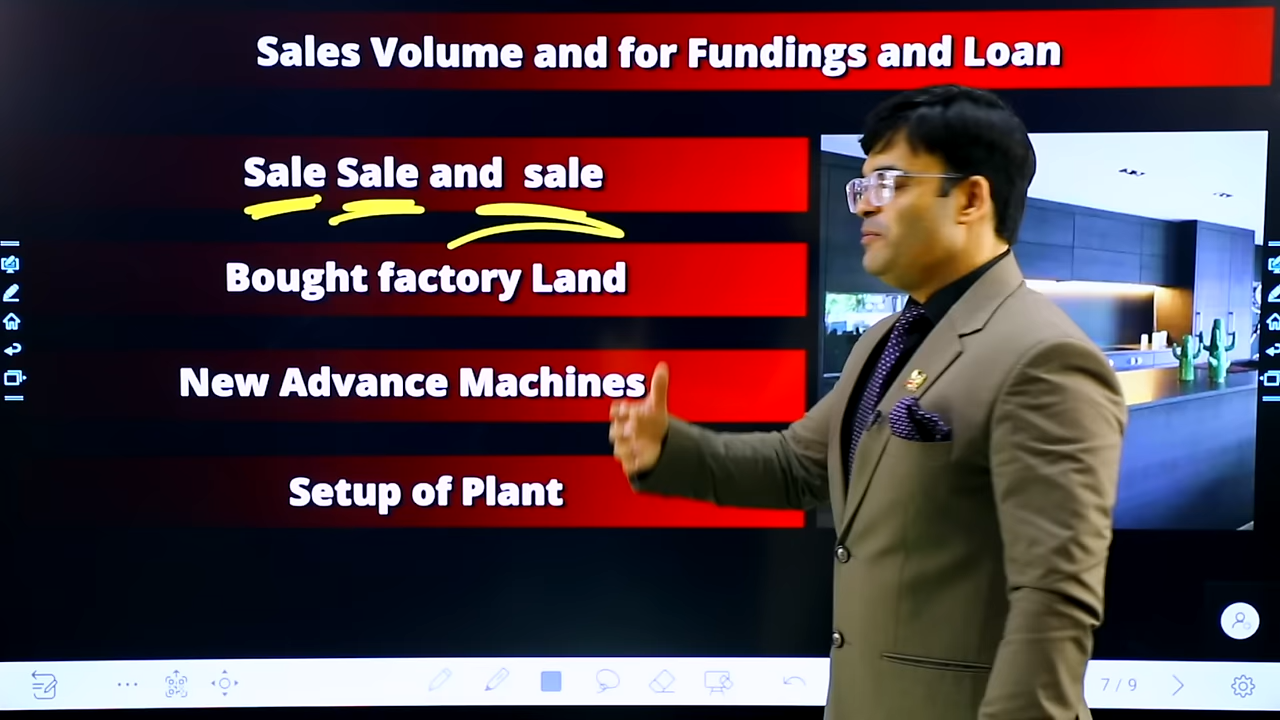 Sales Volume and for Fundings and Loan
Sale Sale and sale
Bought factory Land
New Advance Machines
Setup of Plant
7 / 9